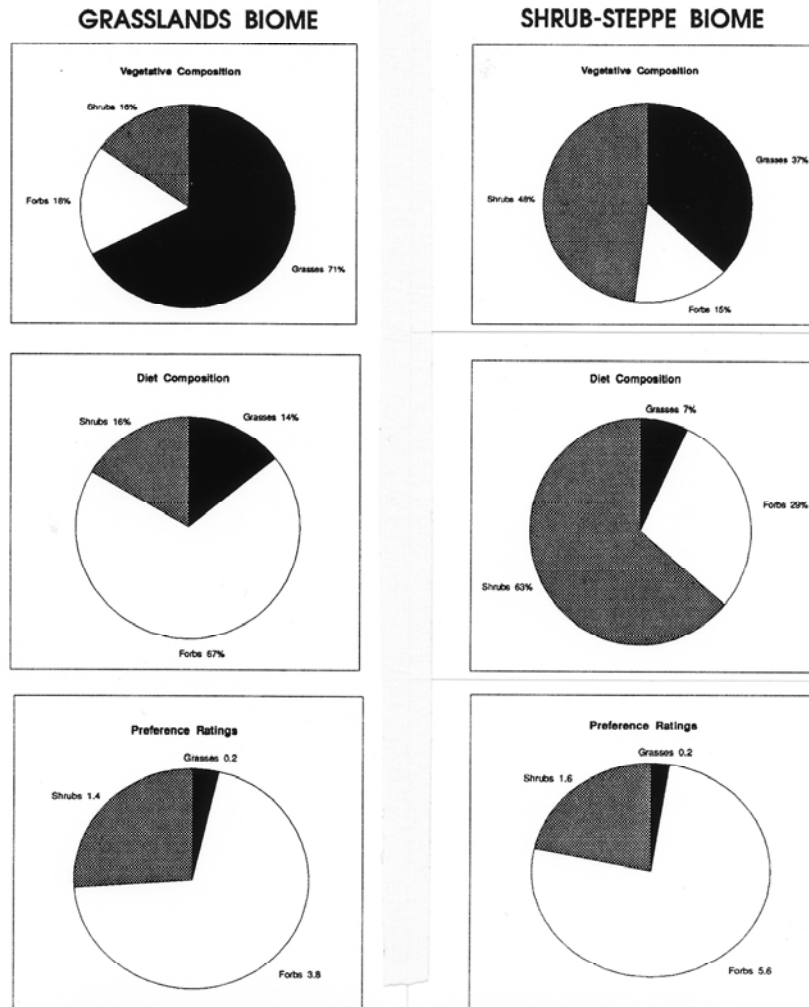 GRASSLANDS BIOME
Vegetative Composition
Shrubs 16%
Forbs 18%
Grasses 71%
Diet Composition
Shrubs 16%
Grasses 14%
Forbs 67%
Preference Ratings
Grasses 0.2
Shrubs 1.4
Forbs 3.8
SHRUB-STEPPE BIOME
Vegetative Composition
Grasses 37%
Shrubs 48%
Forbs 15%
Diet Composition
Grasses 7%
Forbs 29%
Shrubs 63%
Preference Ratings
Grasses 0.2
Shrubs 1.6
Forbs 5.6